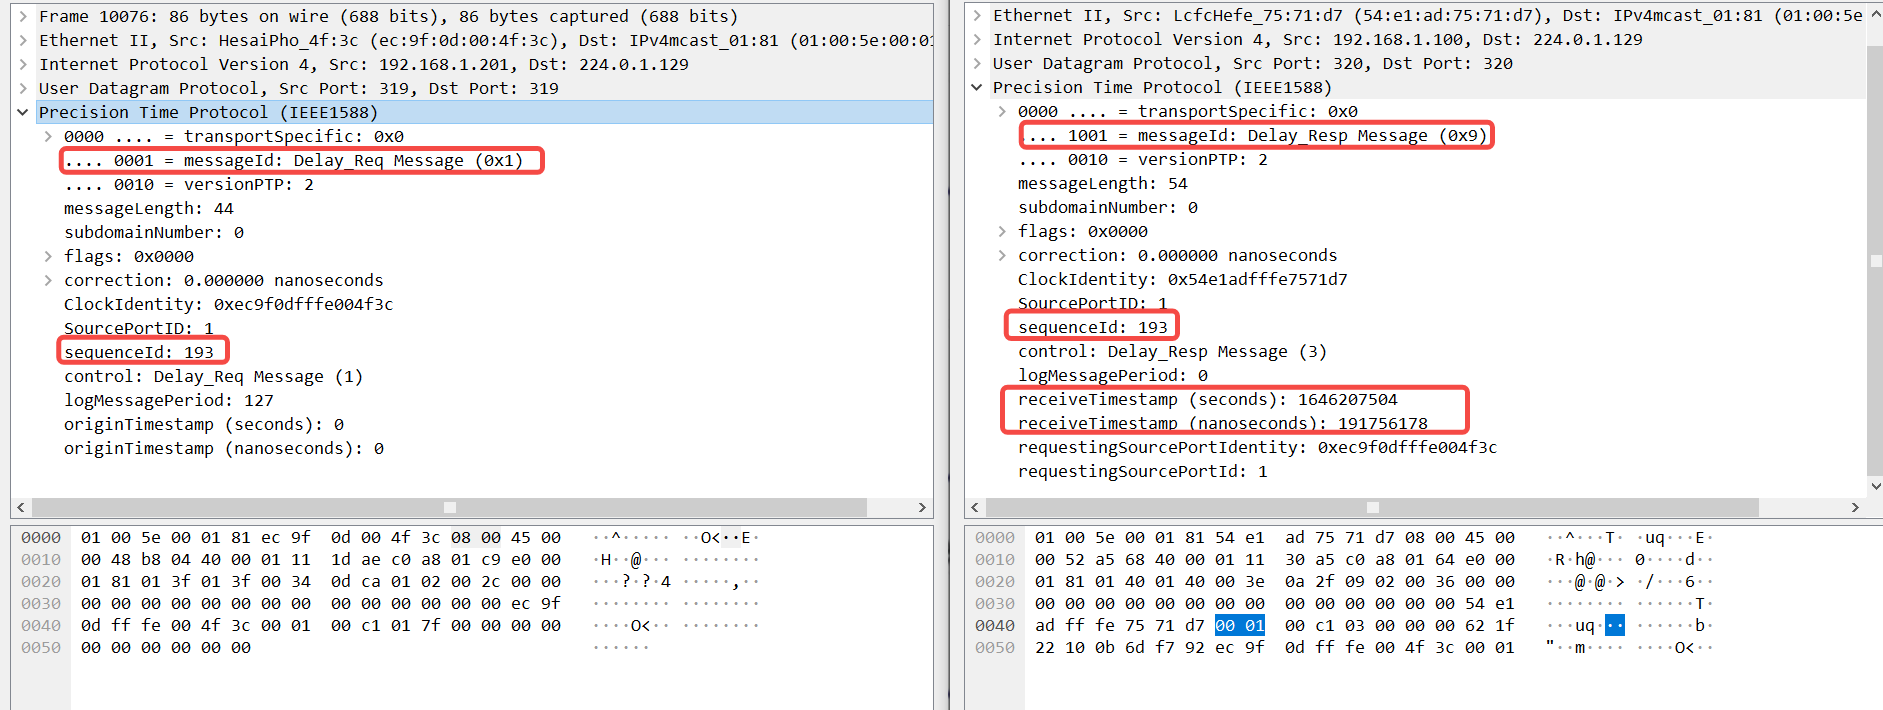 Frame 10076: 86 bytes on wire (688 bits), 86 bytes captured (688 bits)
Ethernet II, Src: HesaiPho_4f:3c (ec:9f:0d:00:4f:3c), Dst: IPv4mcast_01:81 (01:00:5e:00:01
Internet Protocol Version 4, Src: 192.168.1.201, Dst: 224.0.1.129
User Datagram Protocol, Src Port: 319, Dst Port: 319
Precision Time Protocol (IEEE1588)
0000 .... = transportSpecific: 0x0
.... 0001 = messageId: Delay_Req Message (0x1)
.... 0010 = versionPTP: 2
messageLength: 44
subdomainNumber: 0
flags: 0x0000
correction: 0.000000 nanoseconds
ClockIdentity: 0xec9f0dfffe004f3c
SourcePortID: 1
sequenceId: 193
control: Delay_Req Message (1)
logMessagePeriod: 127
originTimestamp (seconds): 0
originTimestamp (nanoseconds): 0
0000 01 00 5e 00 01 81 ec 9f 0d 00 4f 3c 08 00 45 00 ··^····· ··O<··E·
0010 00 48 b8 04 40 00 01 11 1d ae c0 a8 01 c9 e0 00 ·H··@··· ········
0020 01 81 01 3f 01 3f 00 34 0d ca 01 02 00 2c 00 00 ···?·?·4 ·····,··
0030 00 00 00 00 00 00 00 00 00 00 00 00 00 00 ec 9f ········ ········
0040 0d ff fe 00 4f 3c 00 01 00 c1 01 7f 00 00 00 00 ····O<·· ········
0050 00 00 00 00 00 00 ······
Ethernet II, Src: LcfcHefe_75:71:d7 (54:e1:ad:75:71:d7), Dst: IPv4mcast_01:81 (01:00:5e
Internet Protocol Version 4, Src: 192.168.1.100, Dst: 224.0.1.129
User Datagram Protocol, Src Port: 320, Dst Port: 320
Precision Time Protocol (IEEE1588)
0000 .... = transportSpecific: 0x0
.... 1001 = messageId: Delay_Resp Message (0x9)
.... 0010 = versionPTP: 2
messageLength: 54
subdomainNumber: 0
flags: 0x0000
correction: 0.000000 nanoseconds
ClockIdentity: 0x54e1adfffe7571d7
SourcePortID: 1
sequenceId: 193
control: Delay_Resp Message (3)
logMessagePeriod: 0
receiveTimestamp (seconds): 1646207504
receiveTimestamp (nanoseconds): 191756178
requestingSourcePortIdentity: 0xec9f0dfffe004f3c
requestingSourcePortId: 1
0000 01 00 5e 00 01 81 54 e1 ad 75 71 d7 08 00 45 00 ··^···T· ·uq···E·
0010 00 52 a5 68 40 00 01 11 30 a5 c0 a8 01 64 e0 00 ·R·h@··· 0····d··
0020 01 81 01 40 01 40 00 3e 0a 2f 09 02 00 36 00 00 ···@·@·> ·/···6··
0030 00 00 00 00 00 00 00 00 00 00 00 00 00 00 54 e1 ········ ······T·
0040 ad ff fe 75 71 d7 00 01 00 c1 03 00 00 00 62 1f ···uq··· ······b·
0050 22 10 0b 6d f7 92 ec 9f 0d ff fe 00 4f 3c 00 01 "··m···· ····O<··